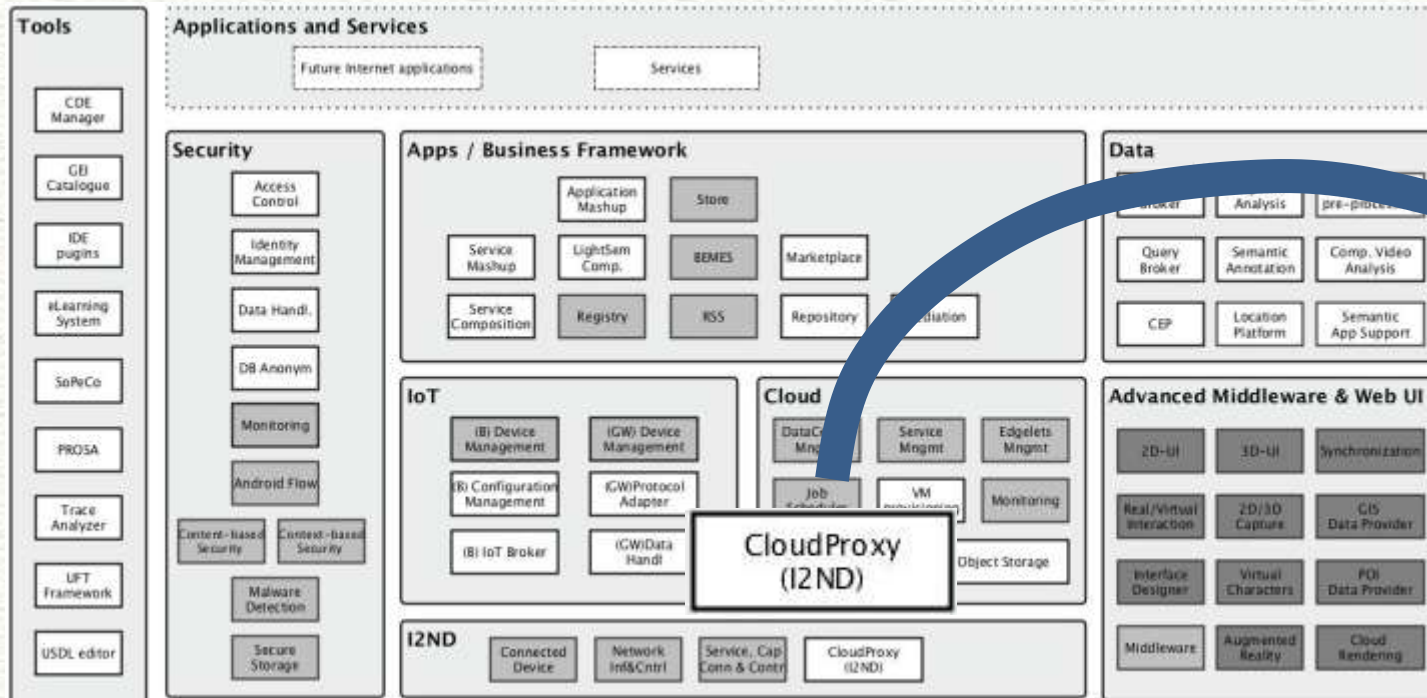 Tools
CDE
Manager
GEI
Catalogue
IDE
pugins
eLearning
System
SoPeCo
PROSA
Trace
Analyzer
UFT
Framework
USDL editor
Applications and Services
Future Internet applications
Services
Security
Access
Control
Identity
Management
Data Handl.
DB Anonym
Monitoring
Android Flow
Content-based
Security
Context-based
Security
Malware
Detection
Secure
Storage
Apps / Business Framework
Application
Mashup
Store
Service
Mashup
LightSem
Comp.
BEMES
Marketplace
Service
Composition
Registry
RSS
Repository
IoT
(B) Device
Management
(GW) Device
Management
(B) Configuration
Management
(GW)Protocol
Adapter
(B) IoT Broker
(GW)Data
Handl
Cloud
Service
Mngmt
Edgelets
Mngmt
Job
VM
Monitoring
Object Storage
CloudProxy
(I2ND)
I2ND
Connected
Device
Network
Inf&Cntrl
Service, Cap
Conn & Contr
CloudProxy
(I2ND)
Data
Analysis
Query
Broker
Semantic
Annotation
Comp. Video
Analysis
CEP
Location
Platform
Semantic
App Support
Advanced Middleware & Web UI
2D-UI
3D-UI
Synchronization
Real/Virtual
Interaction
2D/3D
Capture
GIS
Data Provider
Interface
Designer
Virtual
Characters
POI
Data Provider
Middleware
Augmented
Reality
Cloud
Rendering